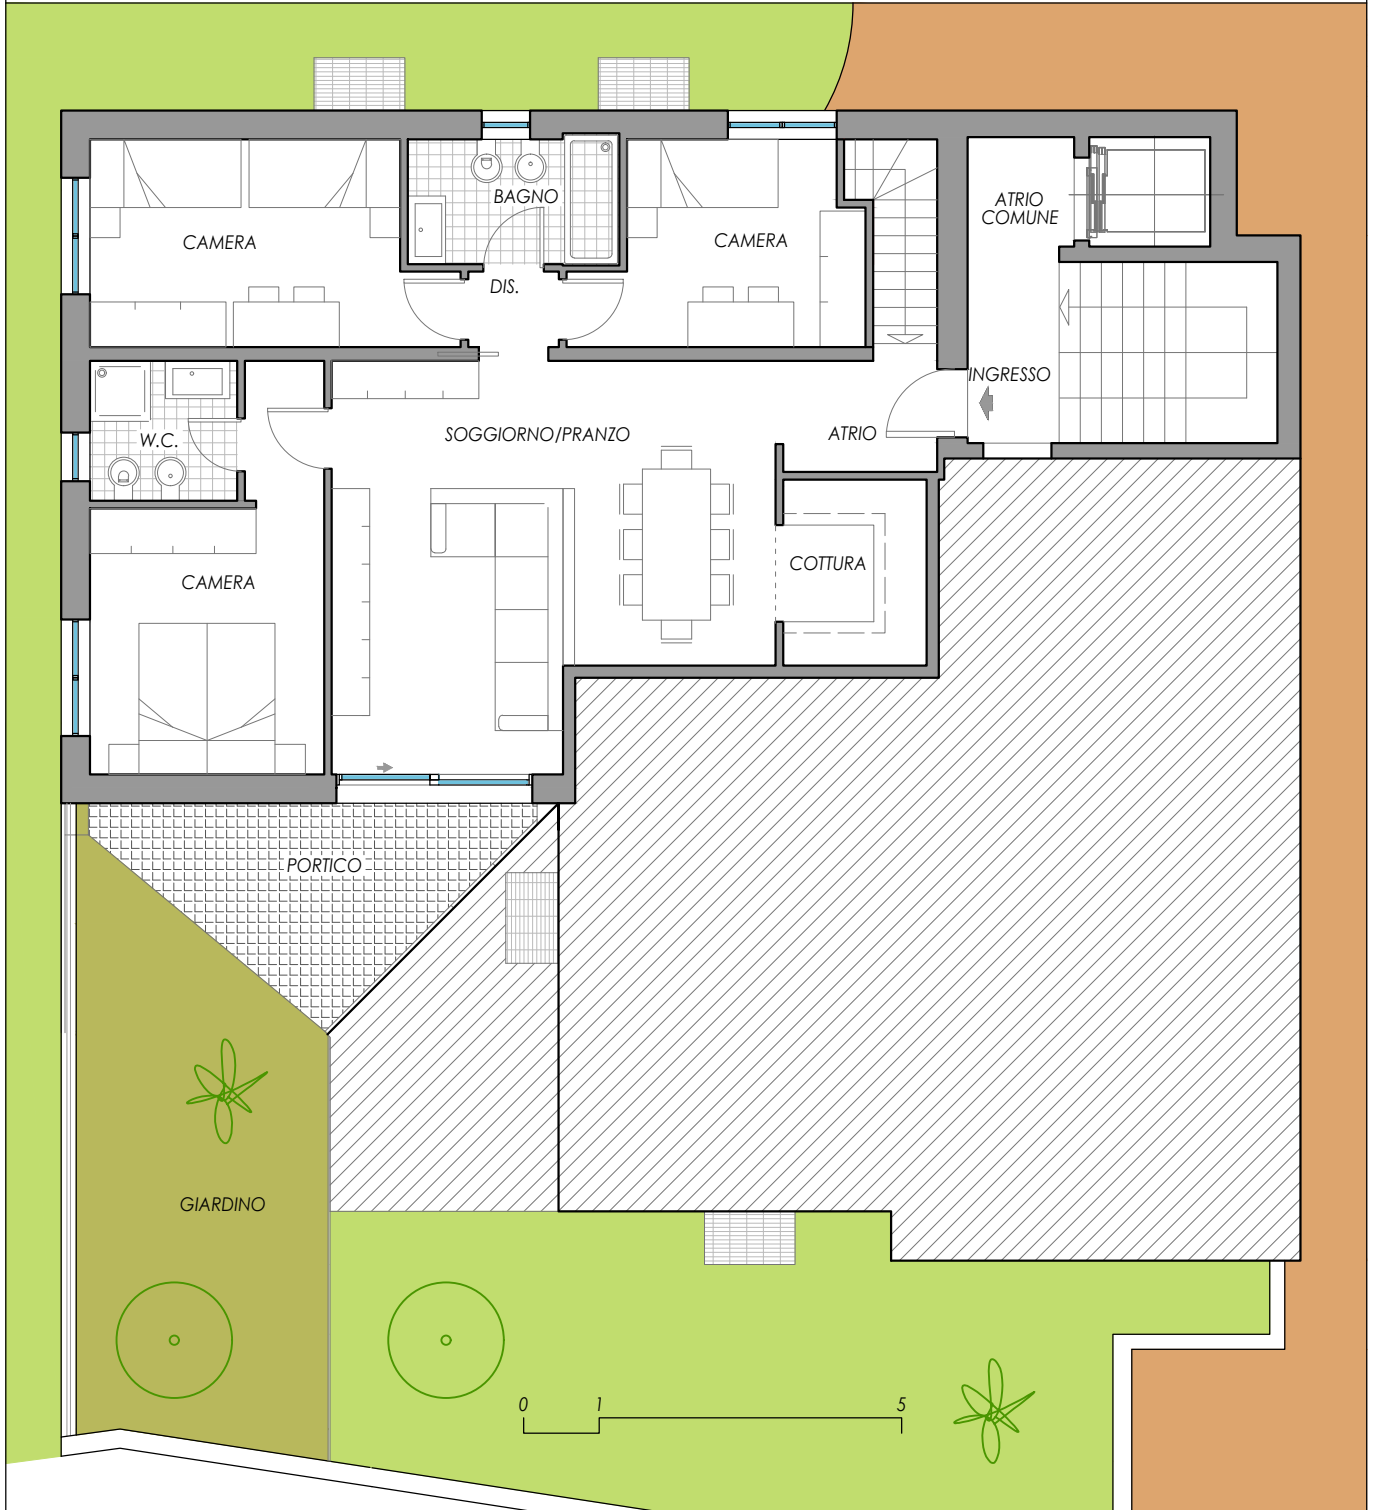 BAGNO
ATRIO
COMUNE
CAMERA
CAMERA
DIS.
INGRESSO
W.C.
SOGGIORNO/PRANZO
ATRIO
COTTURA
CAMERA
PORTICO
GIARDINO
0 1 5